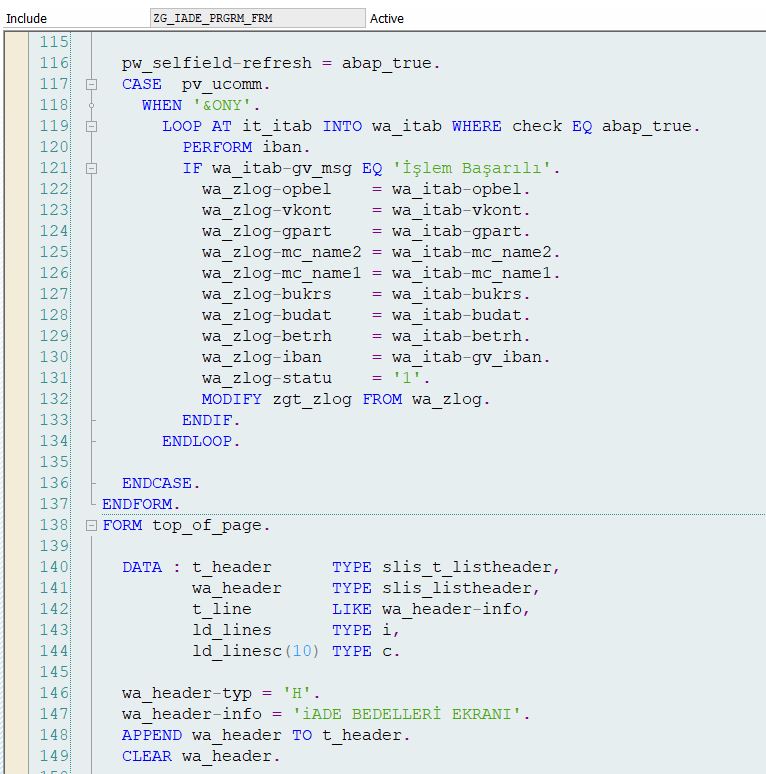 Include ZG_IADE_PRGRM_FRM Active
115
116 pw_selfield-refresh = abap_true.
117 CASE  pv_ucomm.
118 WHEN '&ONY'.
119 LOOP AT it_itab INTO wa_itab WHERE check EQ abap_true.
120 PERFORM iban.
121 IF wa_itab-gv_msg EQ 'İşlem Başarılı'.
122 wa_zlog-opbel    = wa_itab-opbel.
123 wa_zlog-vkont    = wa_itab-vkont.
124 wa_zlog-gpart    = wa_itab-gpart.
125 wa_zlog-mc_name2 = wa_itab-mc_name2.
126 wa_zlog-mc_name1 = wa_itab-mc_name1.
127 wa_zlog-bukrs    = wa_itab-bukrs.
128 wa_zlog-budat    = wa_itab-budat.
129 wa_zlog-betrh    = wa_itab-betrh.
130 wa_zlog-iban     = wa_itab-gv_iban.
131 wa_zlog-statu    = '1'.
132 MODIFY zgt_zlog FROM wa_zlog.
133 ENDIF.
134 ENDLOOP.
135
136 ENDCASE.
137 ENDFORM.
138 FORM top_of_page.
139
140 DATA : t_header      TYPE slis_t_listheader,
141 wa_header     TYPE slis_listheader,
142 t_line        LIKE wa_header-info,
143 ld_lines      TYPE i,
144 ld_linesc(10) TYPE c.
145
146 wa_header-typ = 'H'.
147 wa_header-info = 'iADE BEDELLERİ EKRANI'.
148 APPEND wa_header TO t_header.
149 CLEAR wa_header.